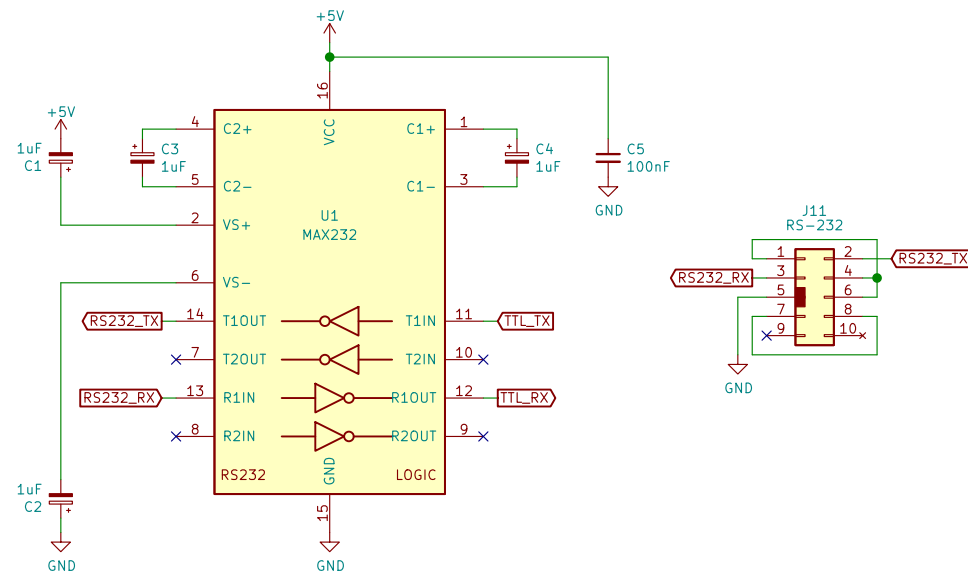 +5V
16
VCC
+5V
1uF
C1
+
4
C2+
+
C3
1uF
5
C2-
2
VS+
C1+
1
+
C4
1uF
C1-
3
C5
100nF
GND
U1
MAX232
6
VS-
RS232_TX
14
T1OUT
T1IN
11
TTL_TX
7
T2OUT
T2IN
10
RS232_RX
13
R1IN
R1OUT
12
TTL_RX
8
R2IN
R2OUT
9
RS232
GND
LOGIC
15
GND
1uF
C2
+
GND
J11
RS-232
1
2
RS232_TX
RS232_RX
3
4
5
6
7
8
9
10
GND